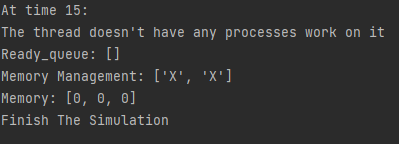 At time 15:
The thread doesn't have any processes work on it
Ready_queue: []
Memory Management: ['X', 'X']
Memory: [0, 0, 0]
Finish The Simulation